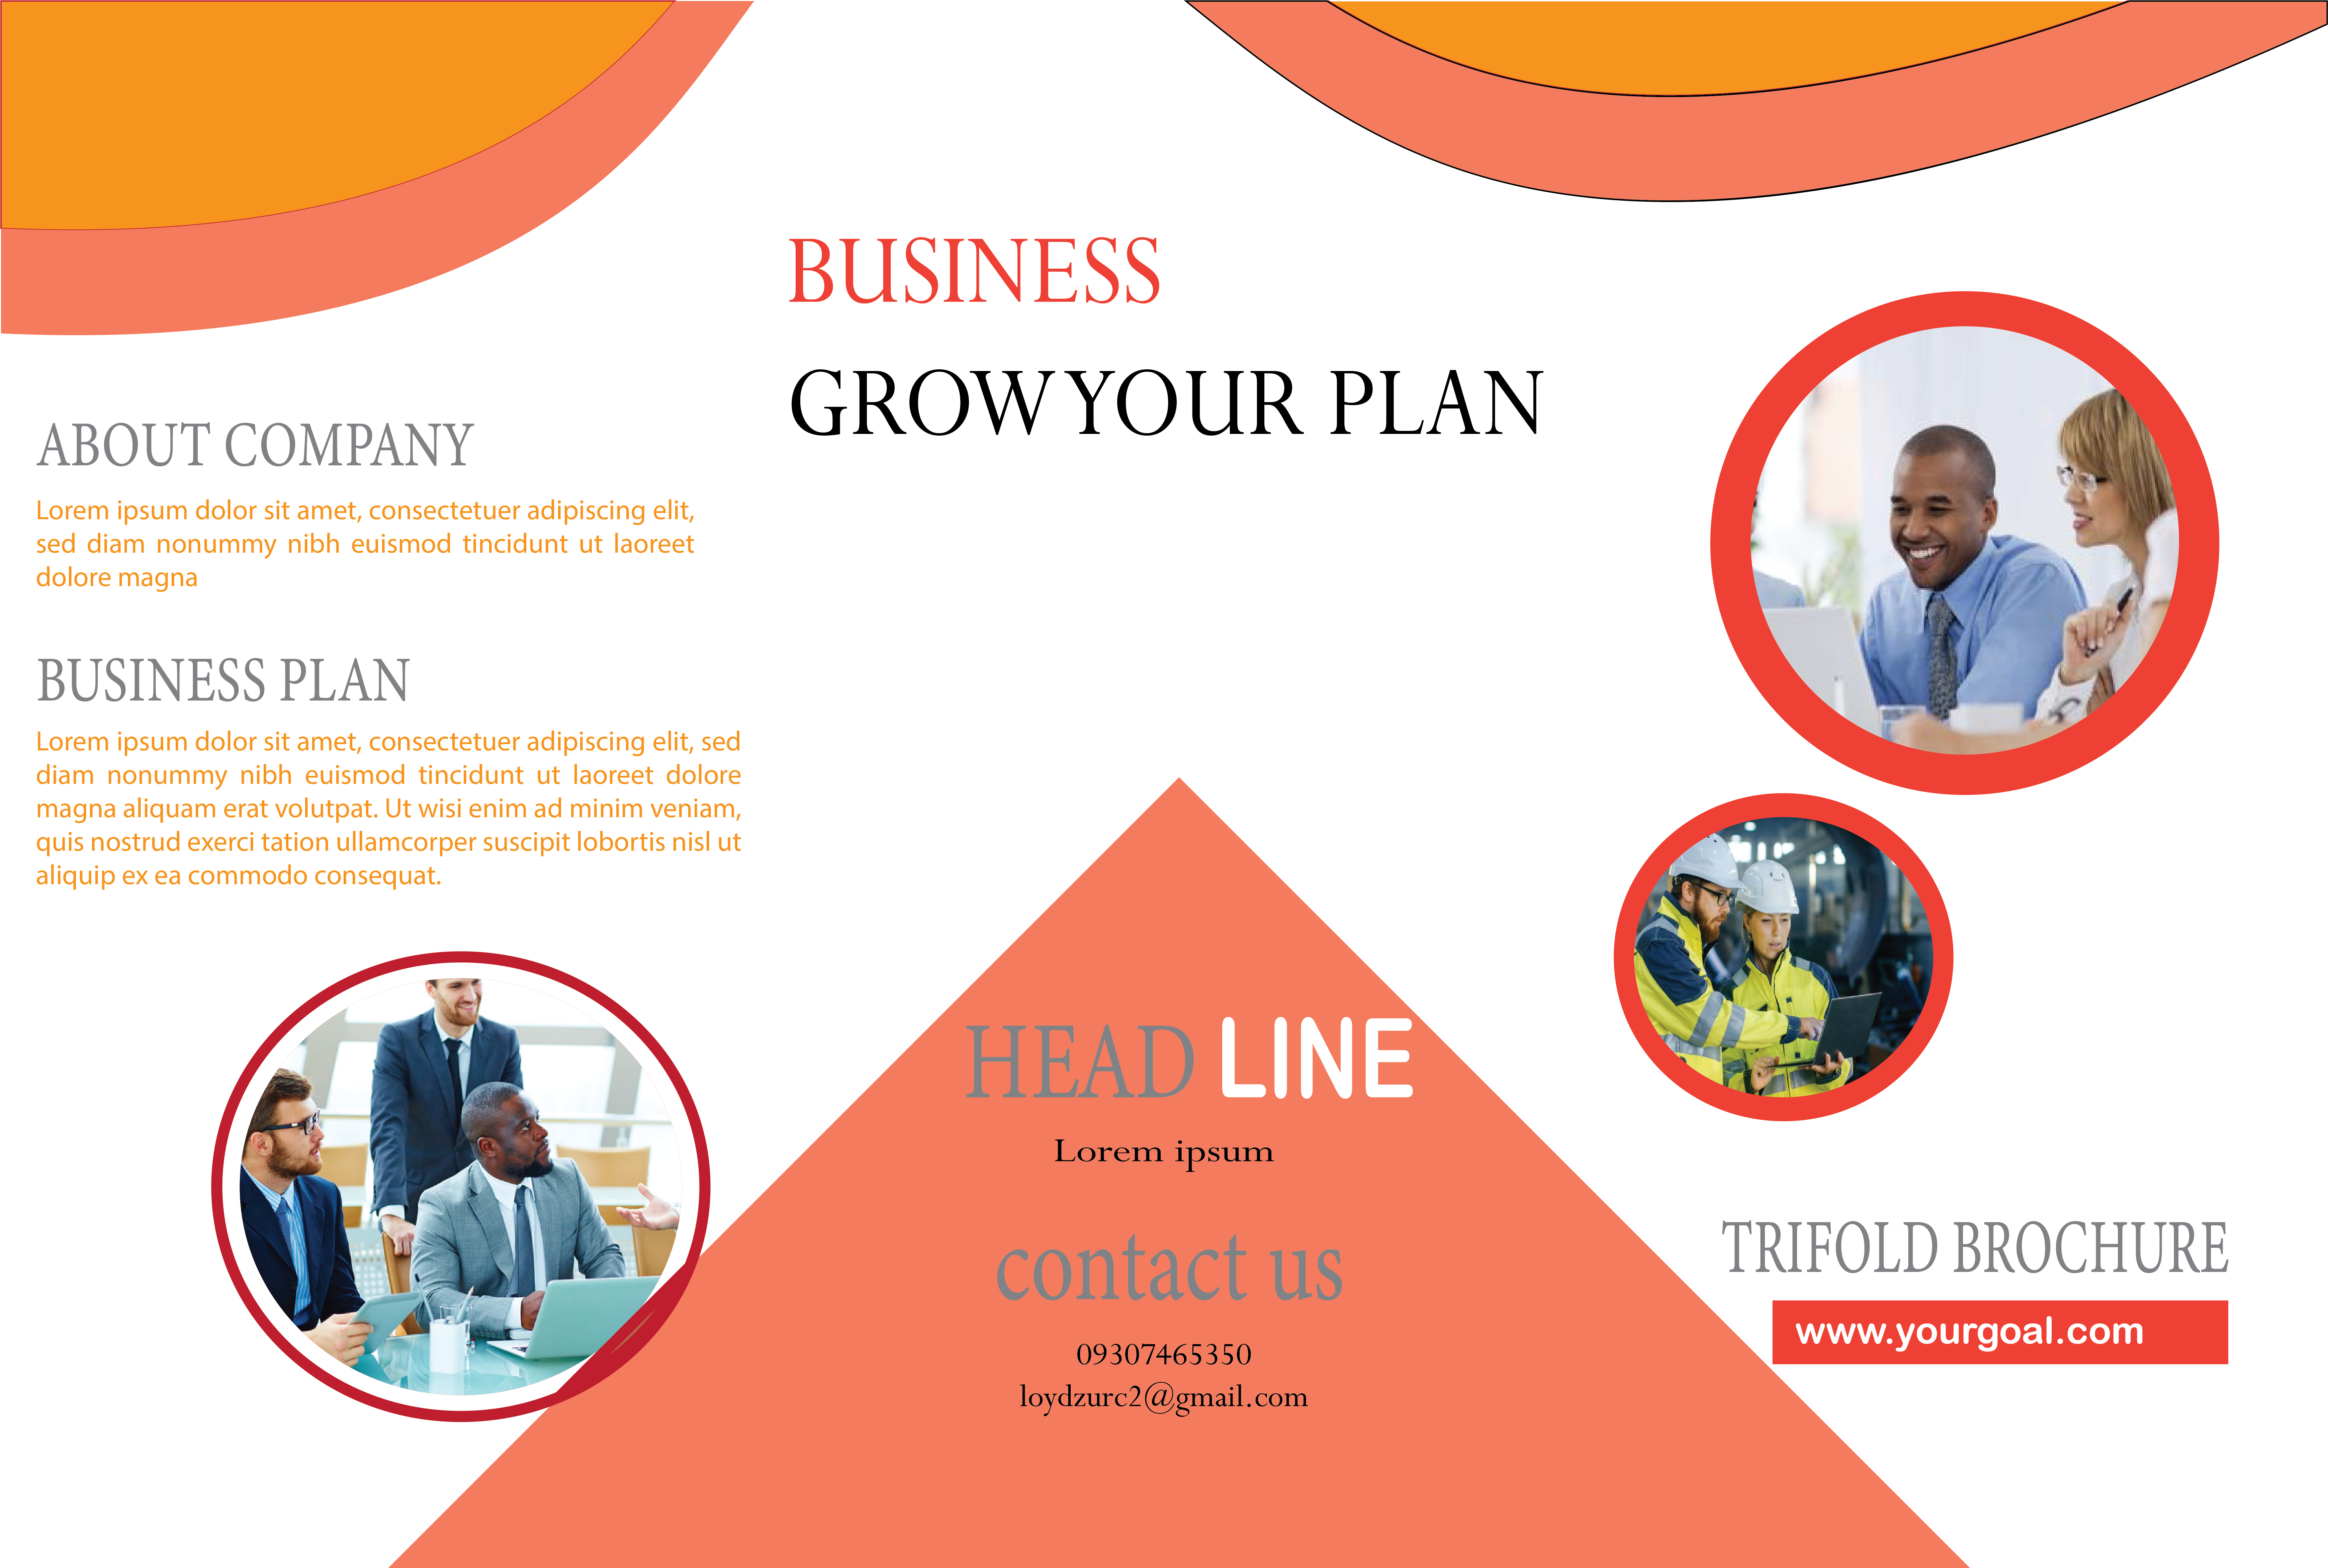 BUSINESS
GROW YOUR PLAN
ABOUT COMPANY
Lorem ipsum dolor sit amet, consectetuer adipiscing elit,
sed diam nonummy nibh euismod tincidunt ut laoreet
dolore magna
BUSINESS PLAN
Lorem ipsum dolor sit amet, consectetuer adipiscing elit, sed
diam nonummy nibh euismod tincidunt ut laoreet dolore
magna aliquam erat volutpat. Ut wisi enim ad minim veniam,
quis nostrud exerci tation ullamcorper suscipit lobortis nisl ut
aliquip ex ea commodo consequat.
HEAD LINE
Lorem ipsum
contact us
09307465350
loydzurc2@gmail.com
TRIFOLD BROCHURE
www.yourgoal.com